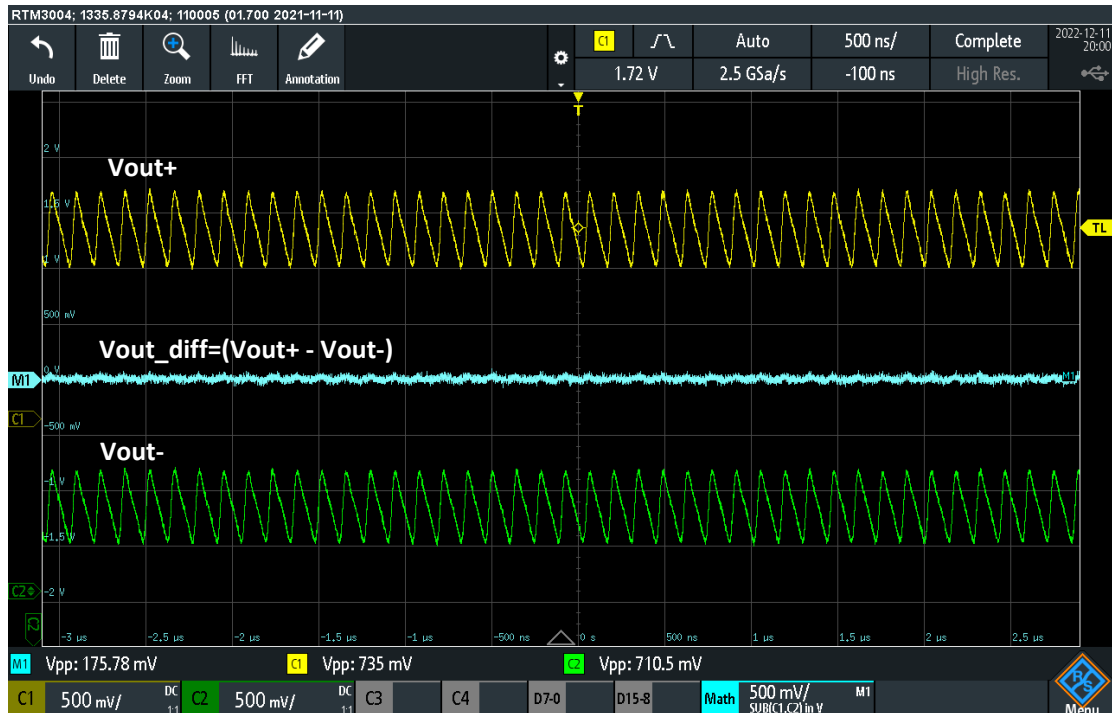 RTM3004; 1335.8794K04; 110005 (01.700 2021-11-11)
Undo Delete Zoom FFT Annotation
C1 Auto 500 ns/ Complete 2022-12-11
20:00
1.72 V 2.5 GSa/s -100 ns High Res.
T
2 V
Vout+
1.5 V
TL
1 V
500 mV
Vout_diff=(Vout+ - Vout-)
0 V
M1 M1
C1
-500 mV
Vout-
-1 V
-1.5 V
C2 -2 V
C2
-3 µs -2.5 µs -2 µs -1.5 µs -1 µs -500 ns 0 s 500 ns 1 µs 1.5 µs 2 µs 2.5 µs
M1 Vpp: 175.78 mV C1 Vpp: 735 mV C2 Vpp: 710.5 mV
C1 500 mV/ DC 1:1 C2 500 mV/ DC 1:1 C3 C4 D7-0 D15-8 Math 500 mV/ M1
SUB(C1,C2) in V
R&S
Menu